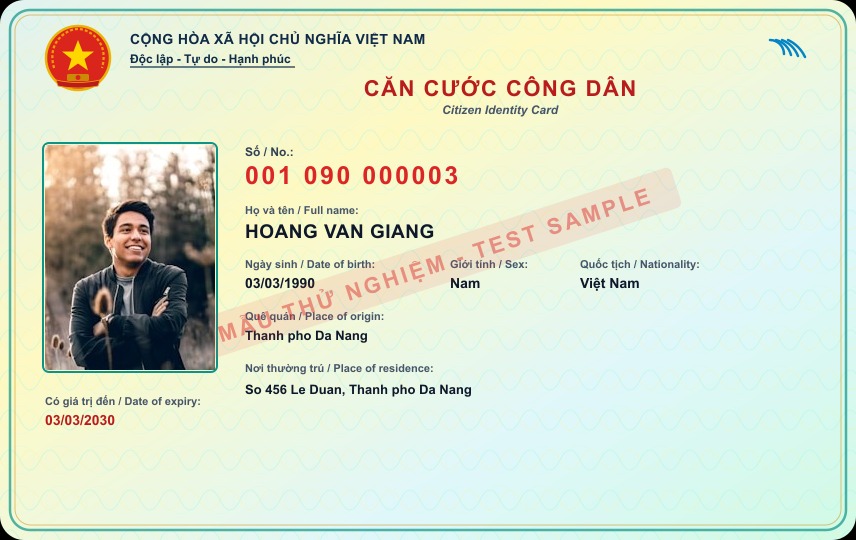 CỘNG HÒA XÃ HỘI CHỦ NGHĨA VIỆT NAM
Độc lập - Tự do - Hạnh phúc
CĂN CƯỚC CÔNG DÂN
Citizen Identity Card
Số / No.:
001 090 000003
Họ và tên / Full name:
HOANG VAN GIANG
Ngày sinh / Date of birth: Giới tính / Sex: Quốc tịch / Nationality:
03/03/1990 Nam Việt Nam
MẪU THỬ NGHIỆM - TEST SAMPLE
Quê quán / Place of origin:
Thanh pho Da Nang
Nơi thường trú / Place of residence:
So 456 Le Duan, Thanh pho Da Nang
Có giá trị đến / Date of expiry:
03/03/2030